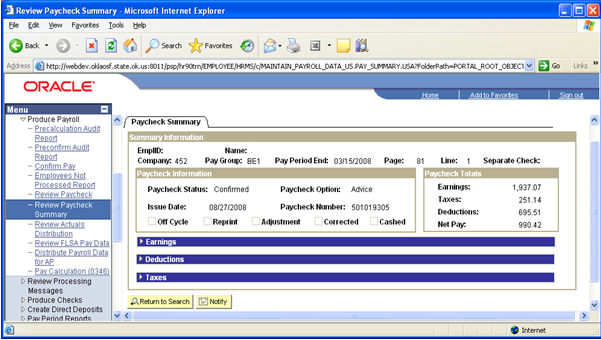 Review Paycheck Summary - Microsoft Internet Explorer
File Edit View Favorites Tools Help
Back Search Favorites
Address http://webdev.oklaosf.state.ok.us:8011/psp/hr90trn/EMPLOYEE/HRMS/c/MAINTAIN_PAYROLL_DATA_US.PAY_SUMMARY.USA?FolderPath=PORTAL_ROOT_OBJECT Go Links »
ORACLE
Home Add to Favorites Sign out
Menu
Produce Payroll
Precalculation Audit
Report
Preconfirm Audit
Report
Confirm Pay
Employees Not
Processed Report
Review Paycheck
Review Paycheck
Summary
Review Actuals
Distribution
Review FLSA Pay Data
Distribute Payroll Data
for AP
Pay Calculation (0346)
Review Processing
Messages
Produce Checks
Create Direct Deposits
Pay Period Reports
Paycheck Summary
Summary Information
EmplID: Name:
Company: 452 Pay Group: BE1 Pay Period End: 03/15/2008 Page: 81 Line: 1 Separate Check:
Paycheck Information
Paycheck Status: Confirmed Paycheck Option: Advice
Issue Date: 08/27/2008 Paycheck Number: 501019305
Off Cycle Reprint Adjustment Corrected Cashed
Paycheck Totals
Earnings: 1,937.07
Taxes: 251.14
Deductions: 695.51
Net Pay: 990.42
Earnings
Deductions
Taxes
Return to Search Notify
Internet